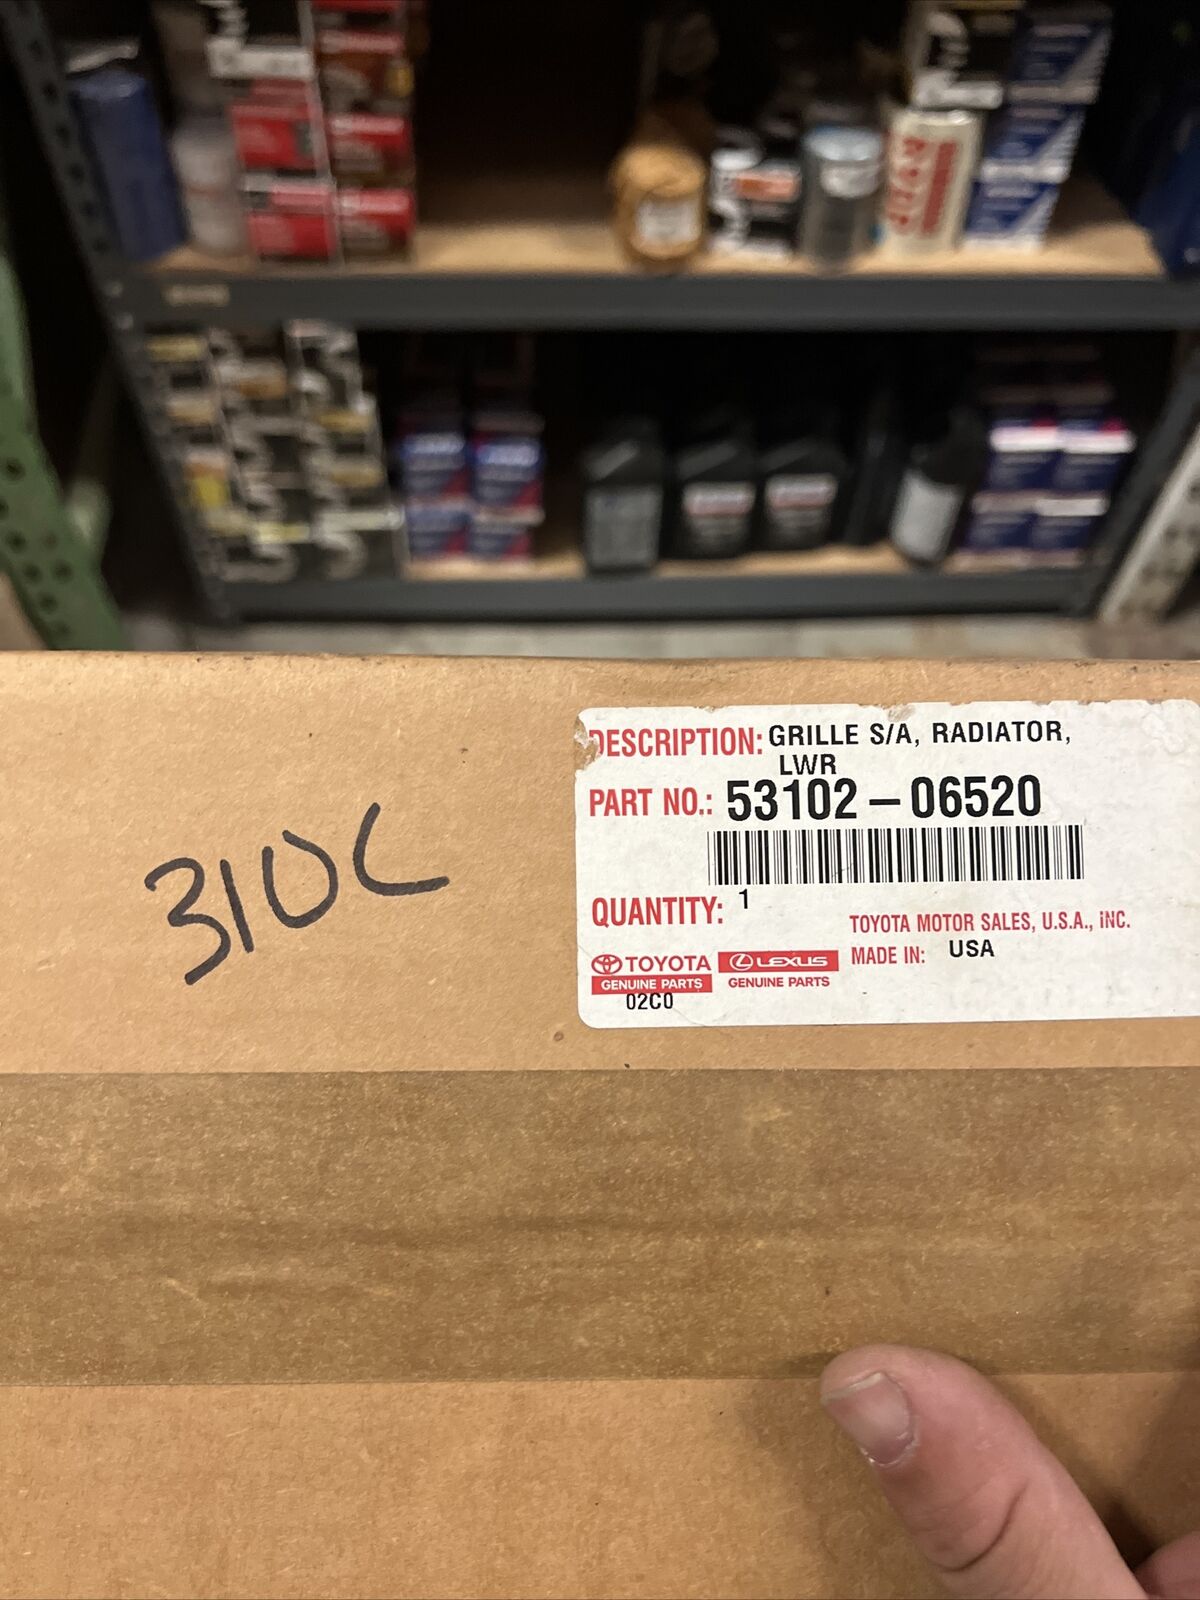 DESCRIPTION: GRILLE S/A, RADIATOR,
LWR
PART NO.: 53102-06520
310C
QUANTITY: 1
TOYOTA MOTOR SALES, U.S.A., INC.
TOYOTA LEXUS MADE IN: USA
GENUINE PARTS GENUINE PARTS
02C0